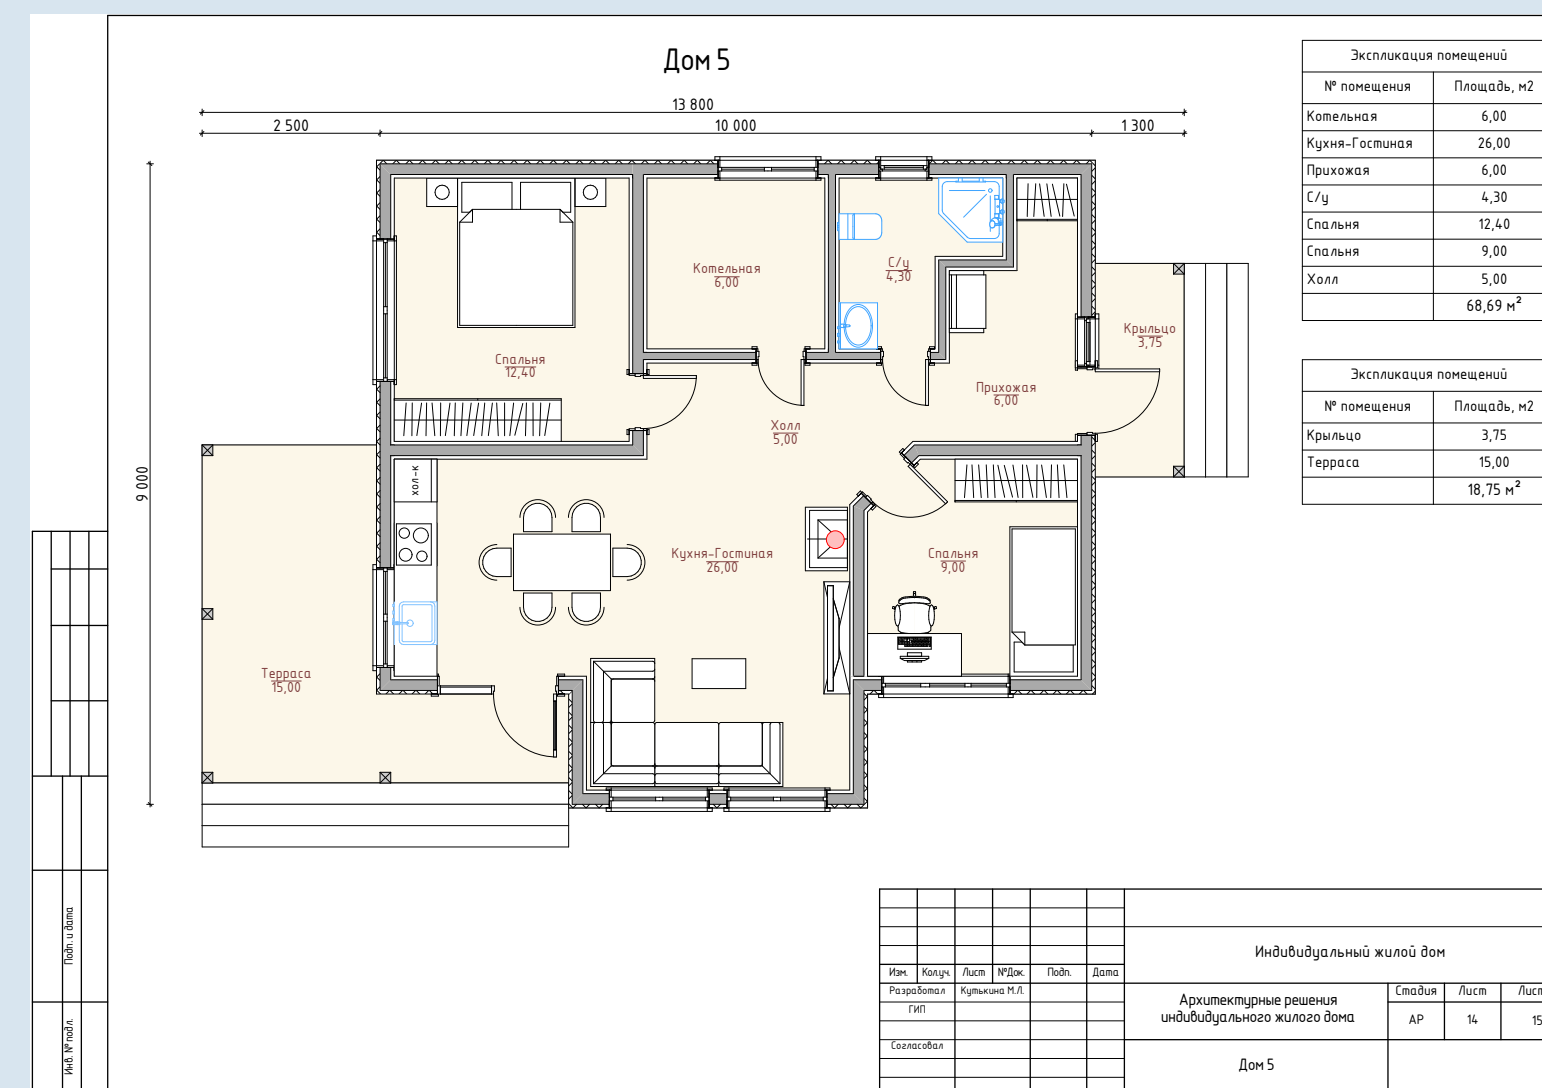 Дом 5
13 800
2 500
10 000
1 300
9 000
Спальня
12,40
Котельная
6,00
С/у
4,30
Крыльцо
3,75
Прихожая
6,00
Холл
5,00
хол-к
Кухня-Гостиная
26,00
Спальня
9,00
Терраса
15,00
Экспликация помещений
№ помещения Площадь, м2
Котельная 6,00
Кухня-Гостиная 26,00
Прихожая 6,00
С/у 4,30
Спальня 12,40
Спальня 9,00
Холл 5,00
68,69 м²
Экспликация помещений
№ помещения Площадь, м2
Крыльцо 3,75
Терраса 15,00
18,75 м²
Подп. и дата
Инв. № подл.
Индивидуальный жилой дом
Изм. Кол.уч. Лист №Док. Подп. Дата
Разработал Кутькина М.Л.
ГИП
Согласовал
Архитектурные решения
индивидуального жилого дома
Стадия Лист Лист
АР 14 15
Дом 5